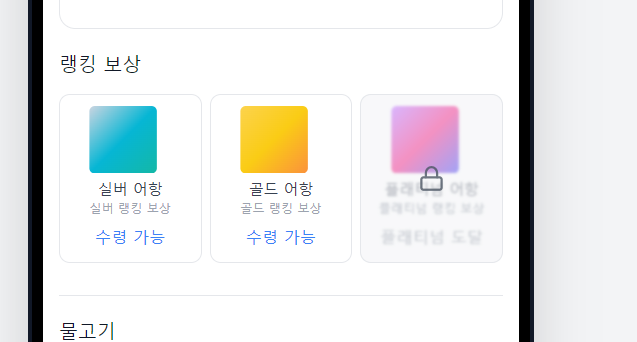 랭킹 보상
실버 어항
실버 랭킹 보상
수령 가능
골드 어항
골드 랭킹 보상
수령 가능
플래티넘 어항
플래티넘 랭킹 보상
플래티넘 도달
물고기